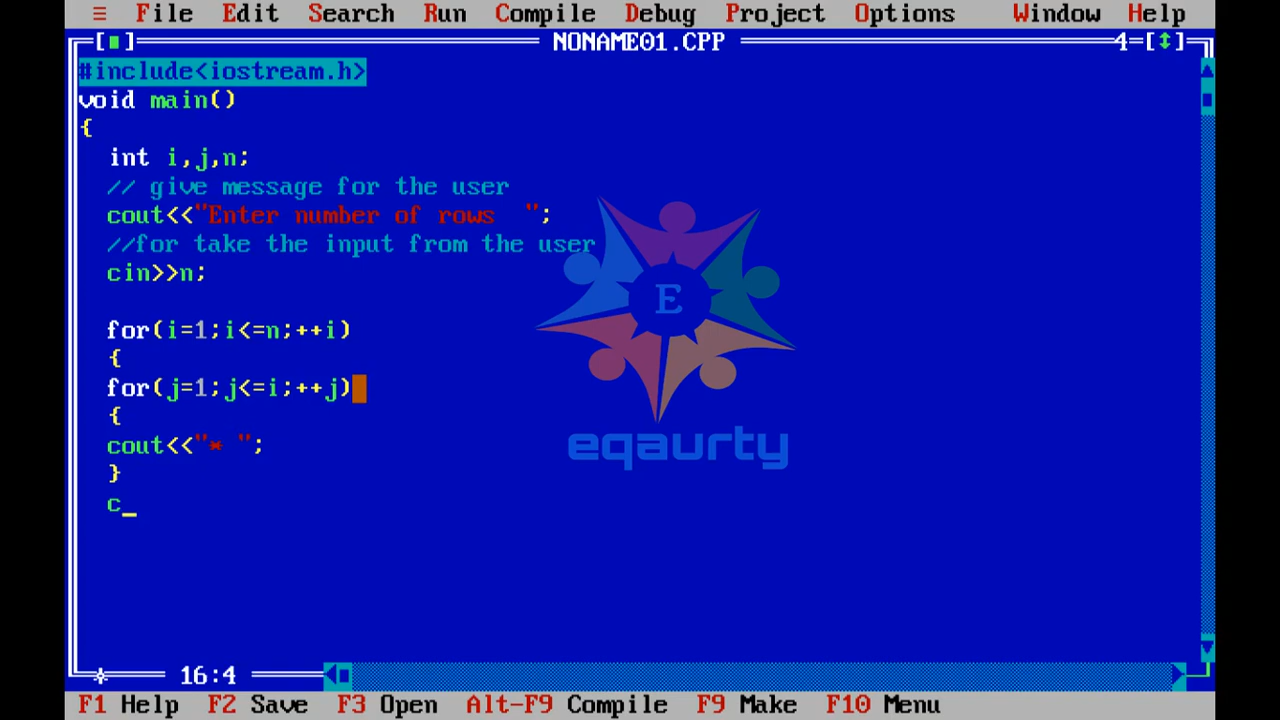 ≡ File Edit Search Run Compile Debug Project Options Window Help
[■] NONAME01.CPP 4=[↕]
#include<iostream.h>
void main()
{
int i,j,n;
// give message for the user
cout<<"Enter number of rows  ";
//for take the input from the user
cin>>n;
for(i=1;i<=n;++i)
{
for(j=1;j<=i;++j)
{
cout<<"* ";
}
c_
E
eqaurty
16:4
F1 Help F2 Save F3 Open Alt-F9 Compile F9 Make F10 Menu